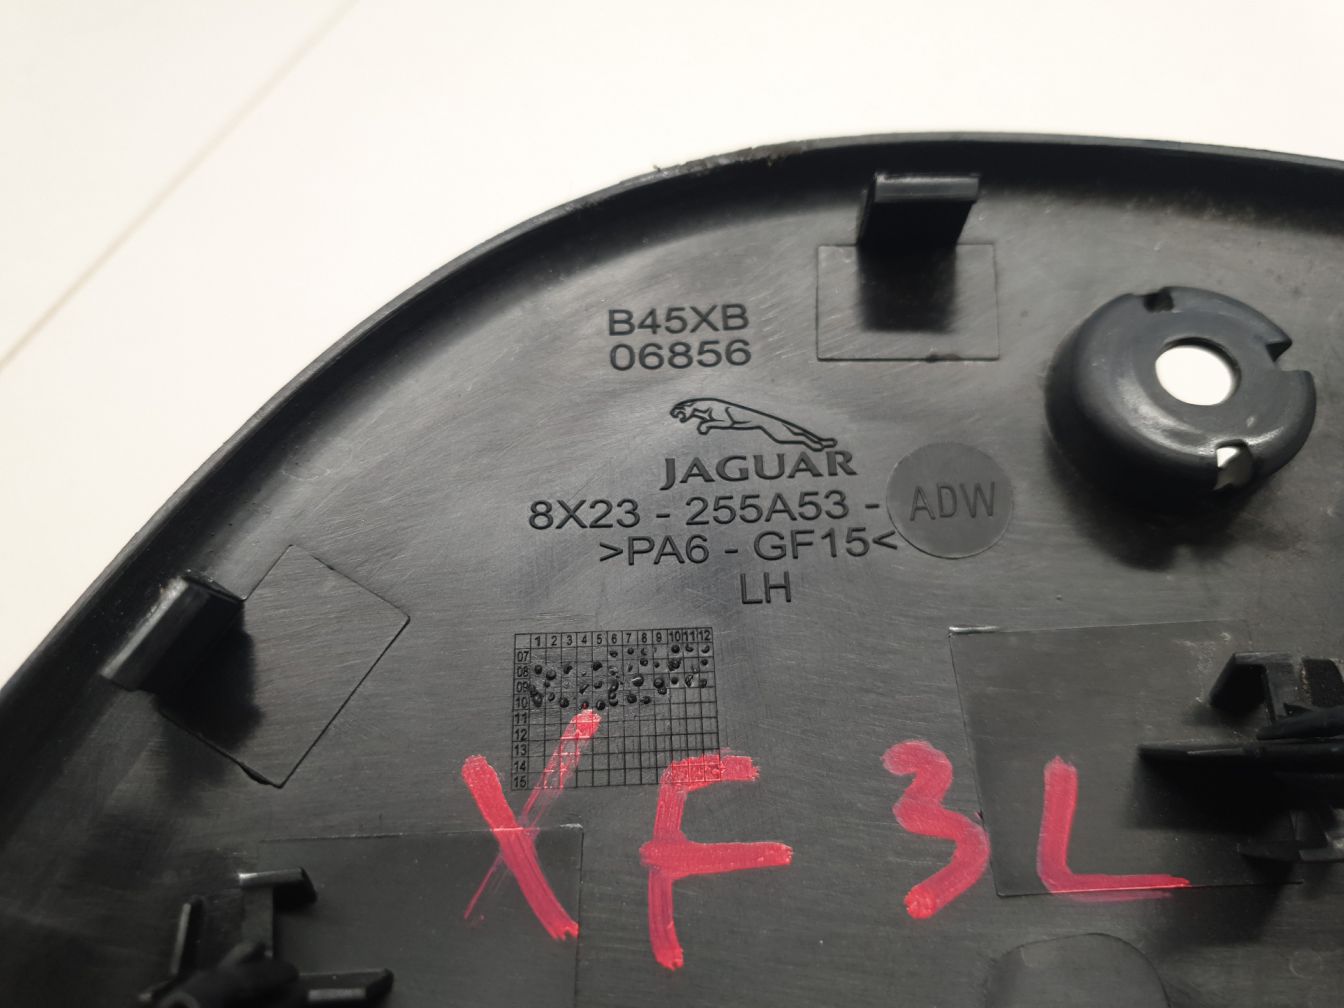 B45XB
06856
JAGUAR
8X23 - 255A53 - ADW
>PA6 - GF15<
LH
1 2 3 4 5 6 7 8 9 10 11 12
07
08
09
10
11
12
13
14
15
XF 3L